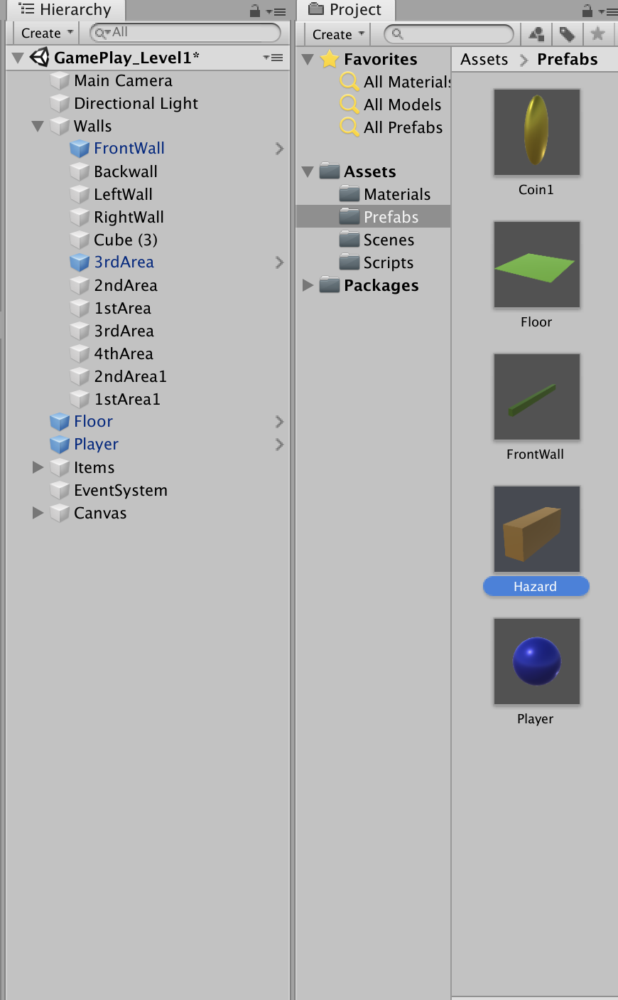 Hierarchy
Create
All
GamePlay_Level1*
Main Camera
Directional Light
Walls
FrontWall
Backwall
LeftWall
RightWall
Cube (3)
3rdArea
2ndArea
1stArea
3rdArea
4thArea
2ndArea1
1stArea1
Floor
Player
Items
EventSystem
Canvas
Project
Create
Favorites
All Materials
All Models
All Prefabs
Assets
Materials
Prefabs
Scenes
Scripts
Packages
Assets > Prefabs
Coin1
Floor
FrontWall
Hazard
Player